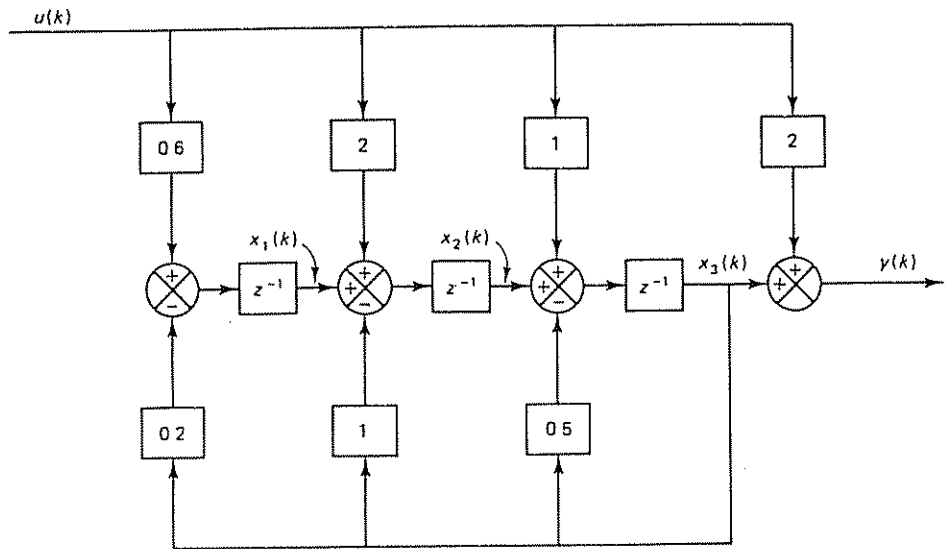 u(k)
0 6
2
1
2
x₁(k)
x₂(k)
x₃(k)
y(k)
+
−
z⁻¹
+
+
−
z⁻¹
+
+
−
z⁻¹
+
+
0 2
1
0 5